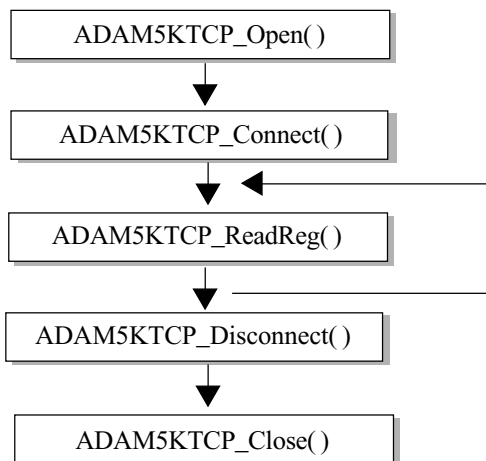 ADAM5KTCP_Open( )
ADAM5KTCP_Connect( )
ADAM5KTCP_ReadReg( )
ADAM5KTCP_Disconnect( )
ADAM5KTCP_Close( )